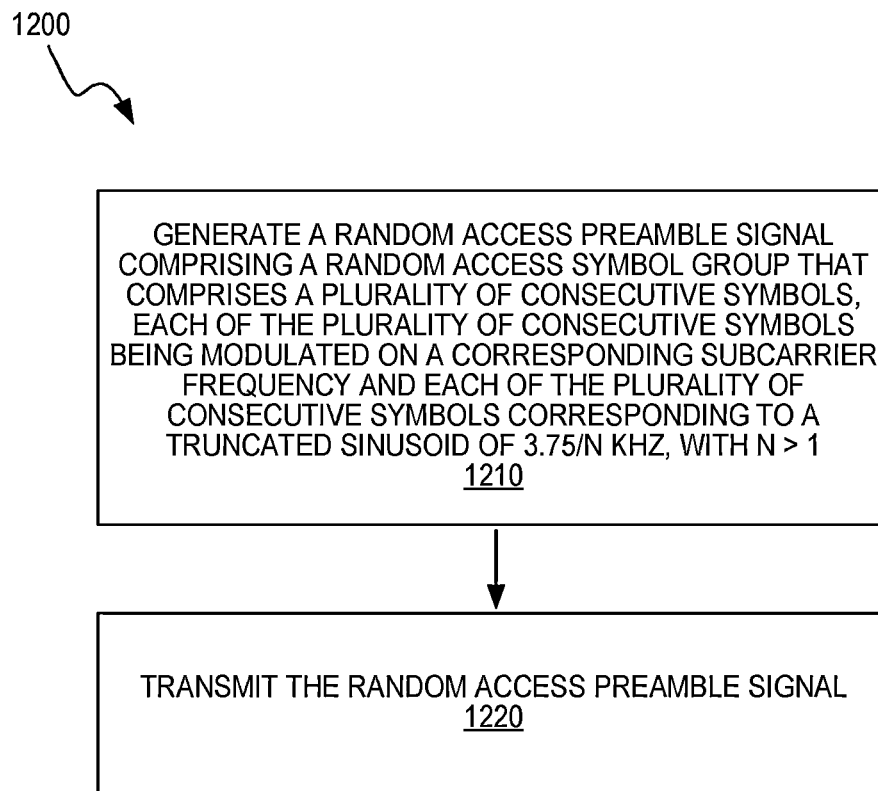 1200
GENERATE A RANDOM ACCESS PREAMBLE SIGNAL
COMPRISING A RANDOM ACCESS SYMBOL GROUP THAT
COMPRISES A PLURALITY OF CONSECUTIVE SYMBOLS,
EACH OF THE PLURALITY OF CONSECUTIVE SYMBOLS
BEING MODULATED ON A CORRESPONDING SUBCARRIER
FREQUENCY AND EACH OF THE PLURALITY OF
CONSECUTIVE SYMBOLS CORRESPONDING TO A
TRUNCATED SINUSOID OF 3.75/N KHZ, WITH N > 1
1210
TRANSMIT THE RANDOM ACCESS PREAMBLE SIGNAL
1220